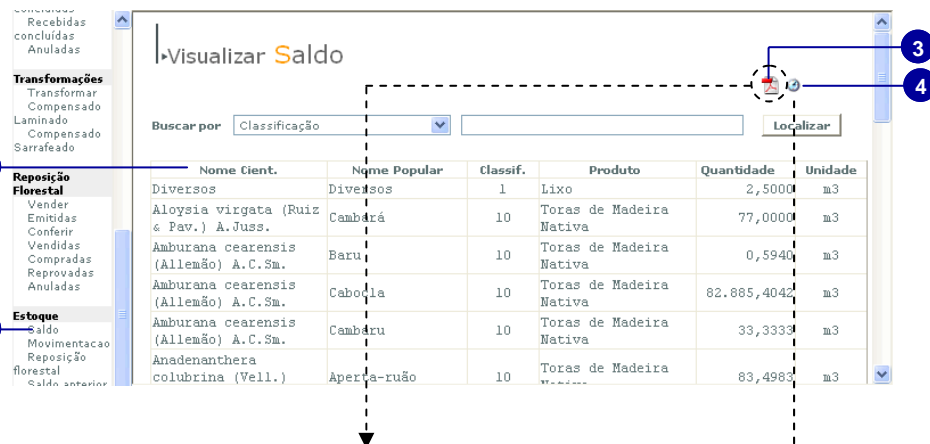 concluídas
Recebidas
concluídas
Anuladas
Transformações
Transformar
Compensado
Laminado
Compensado
Sarrafeado
Reposição
Florestal
Vender
Emitidas
Conferir
Vendidas
Compradas
Reprovadas
Anuladas
Estoque
Saldo
Movimentacao
Reposição
florestal
Saldo anterior
Visualizar Saldo
3
4
Buscar por Classificação Localizar
Nome Cient. Nome Popular Classif. Produto Quantidade Unidade
Diversos Diversos 1 Lixo 2,5000 m3
Aloysia virgata (Ruiz
& Pav.) A.Juss. Cambará 10 Toras de Madeira
Nativa 77,0000 m3
Amburana cearensis
(Allemão) A.C.Sm. Baru 10 Toras de Madeira
Nativa 0,5940 m3
Amburana cearensis
(Allemão) A.C.Sm. Cabocla 10 Toras de Madeira
Nativa 82.885,4042 m3
Amburana cearensis
(Allemão) A.C.Sm. Cambaru 10 Toras de Madeira
Nativa 33,3333 m3
Anadenanthera
colubrina (Vell.) Aperta-ruão 10 Toras de Madeira
Nativa 83,4983 m3